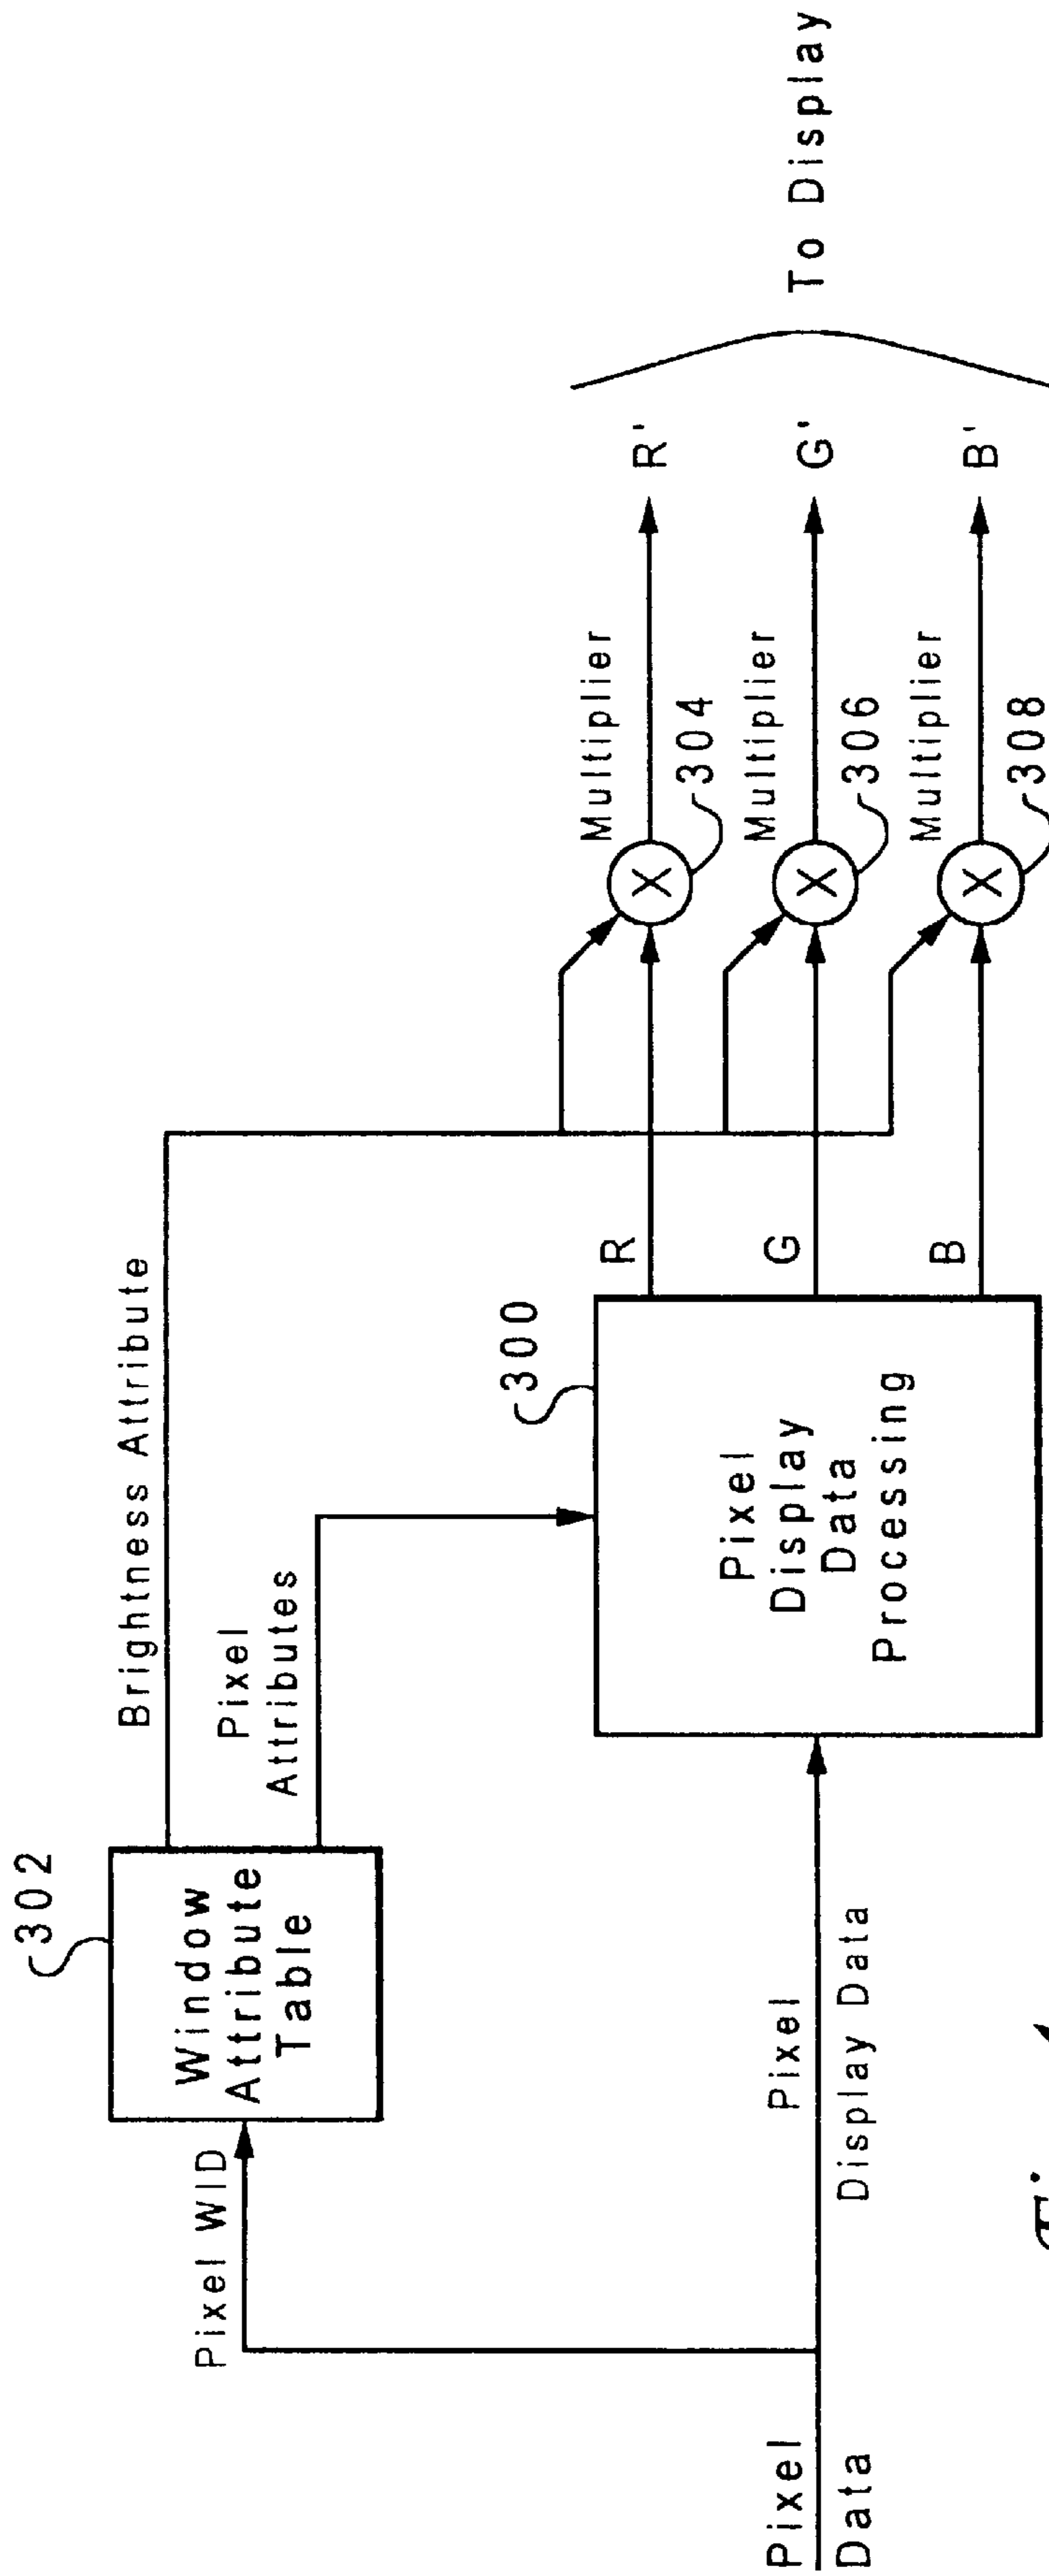 302
Window
Attribute
Table
Pixel WID
Brightness Attribute
Pixel
Attributes
300
Pixel
Display
Data
Processing
Pixel
Data
Pixel
Display Data
R
G
B
Multiplier
X
304
R'
Multiplier
X
306
G'
Multiplier
X
308
B'
To Display